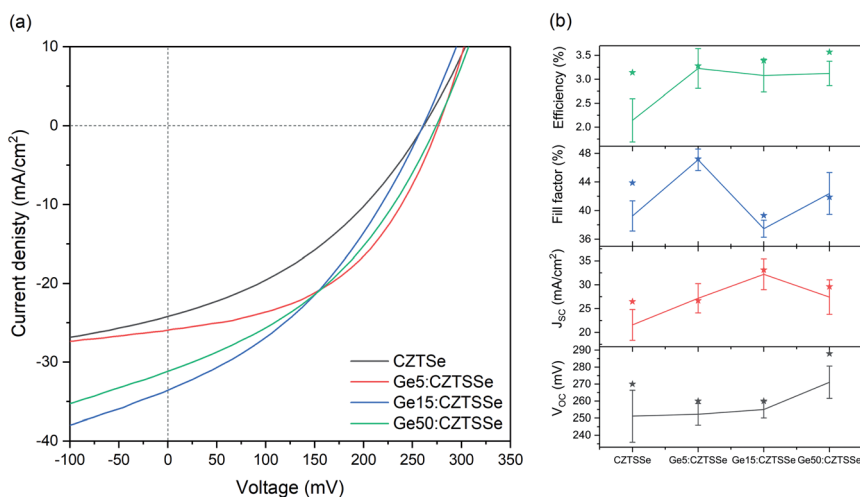 (a)
10
0
-10
-20
-30
-40
Current denisty (mA/cm²)
-100
-50
0
50
100
150
200
250
300
350
Voltage (mV)
CZTSe
Ge5:CZTSSe
Ge15:CZTSSe
Ge50:CZTSSe
(b)
3.5
3.0
2.5
2.0
Efficiency (%)
48
44
40
36
Fill factor (%)
35
30
25
20
J_SC (mA/cm²)
290
280
270
260
250
240
V_OC (mV)
CZTSSe
Ge5:CZTSSe
Ge15:CZTSSe
Ge50:CZTSSe